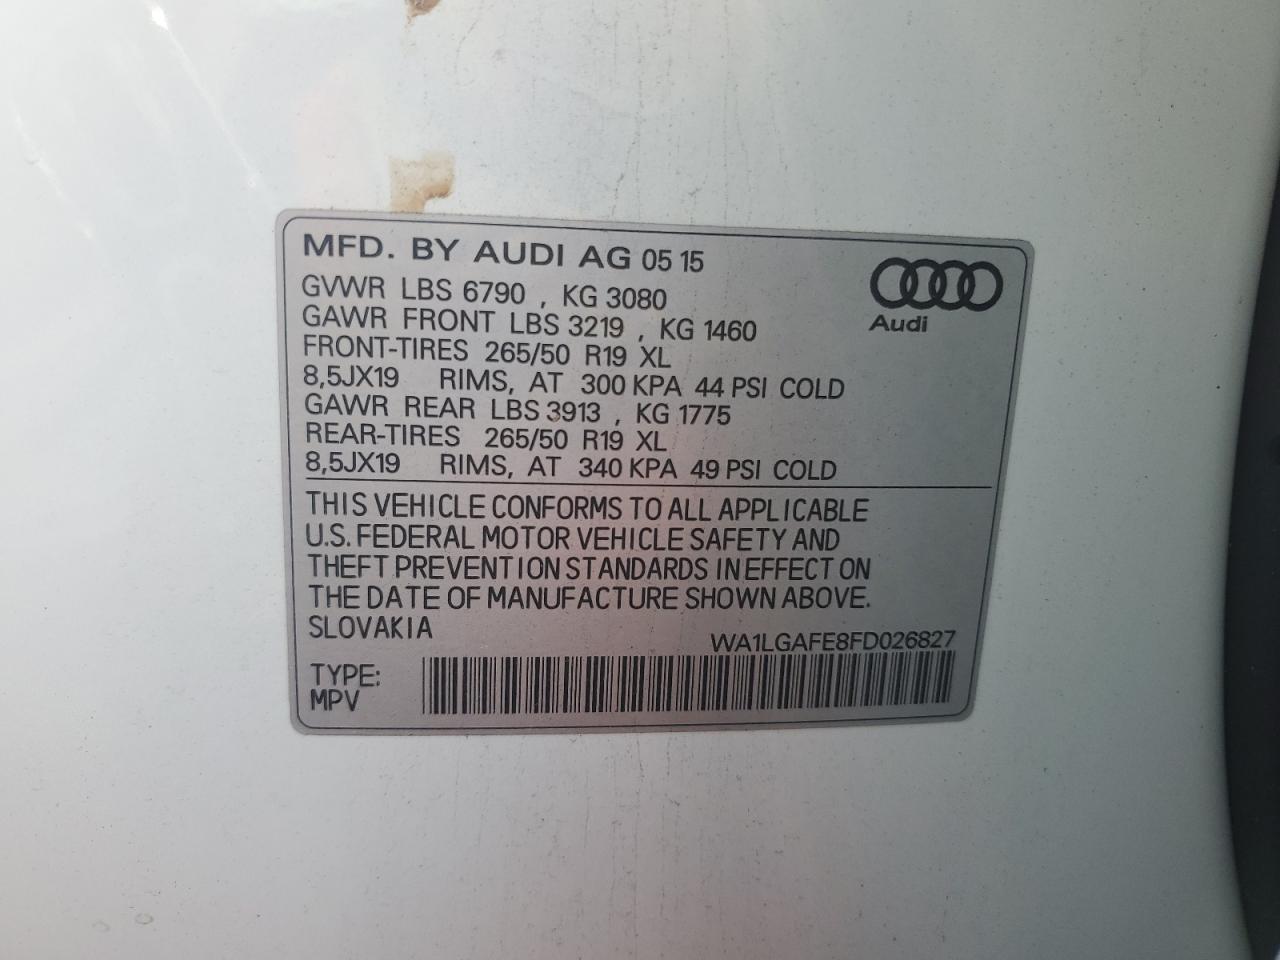 MFD. BY AUDI AG 05 15
Audi
GVWR LBS 6790 , KG 3080
GAWR FRONT LBS 3219 , KG 1460
FRONT-TIRES 265/50 R19 XL
8,5JX19 RIMS, AT 300 KPA 44 PSI COLD
GAWR REAR LBS 3913 , KG 1775
REAR-TIRES 265/50 R19 XL
8,5JX19 RIMS, AT 340 KPA 49 PSI COLD
THIS VEHICLE CONFORMS TO ALL APPLICABLE
U.S. FEDERAL MOTOR VEHICLE SAFETY AND
THEFT PREVENTION STANDARDS IN EFFECT ON
THE DATE OF MANUFACTURE SHOWN ABOVE.
SLOVAKIA WA1LGAFE8FD026827
TYPE:
MPV